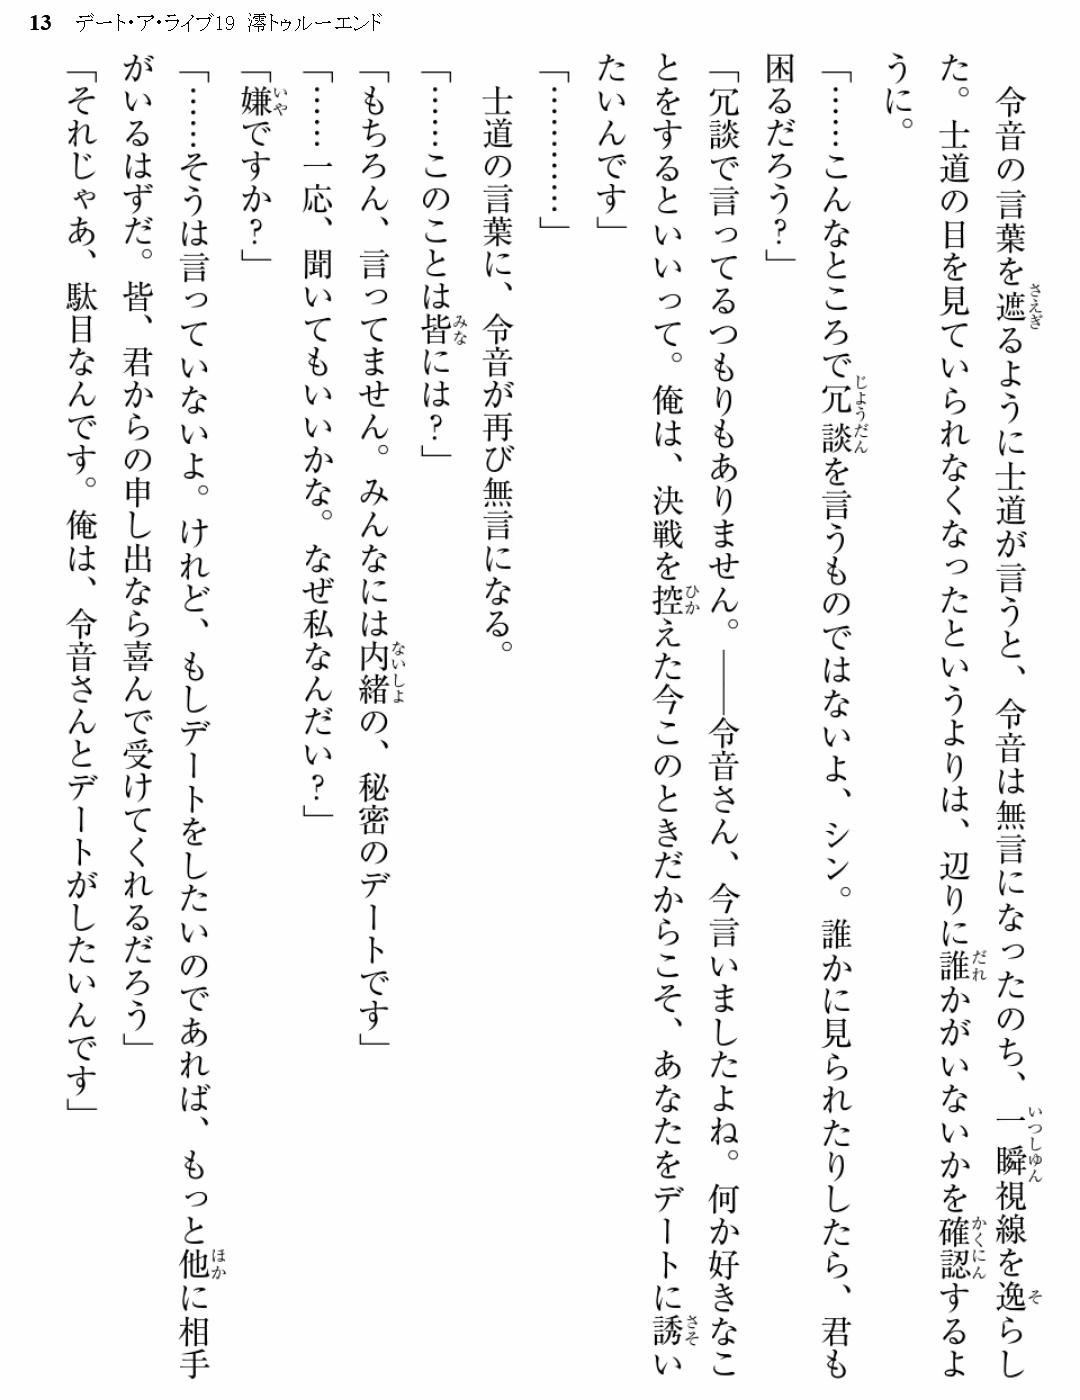 13 デート・ア・ライブ19 澪トゥルーエンド
令音の言葉を遮るように士道が言うと、令音は無言になったのち、一瞬視線を逸らし
た。士道の目を見ていられなくなったというよりは、辺りに誰かがいないかを確認するよ
うに。
「……こんなところで冗談を言うものではないよ、シン。誰かに見られたりしたら、君も
困るだろう?」
「冗談で言ってるつもりもありません。――令音さん、今言いましたよね。何か好きなこ
とをするといいって。俺は、決戦を控えた今このときだからこそ、あなたをデートに誘い
たいんです」
「…………」
士道の言葉に、令音が再び無言になる。
「……このことは皆には?」
「もちろん、言ってません。みんなには内緒の、秘密のデートです」
「……一応、聞いてもいいかな。なぜ私なんだい?」
「嫌ですか?」
「……そうは言っていないよ。けれど、もしデートをしたいのであれば、もっと他に相手
がいるはずだ。皆、君からの申し出なら喜んで受けてくれるだろう」
「それじゃあ、駄目なんです。俺は、令音さんとデートがしたいんです」